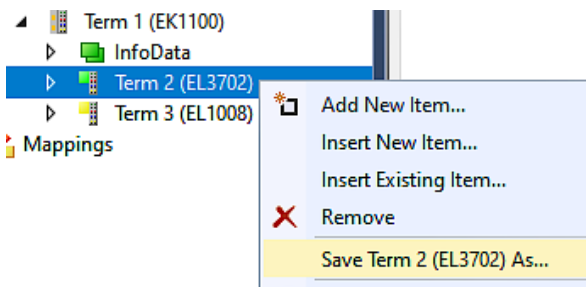 Term 1 (EK1100)
InfoData
Term 2 (EL3702)
Term 3 (EL1008)
Mappings
Add New Item...
Insert New Item...
Insert Existing Item...
Remove
Save Term 2 (EL3702) As...